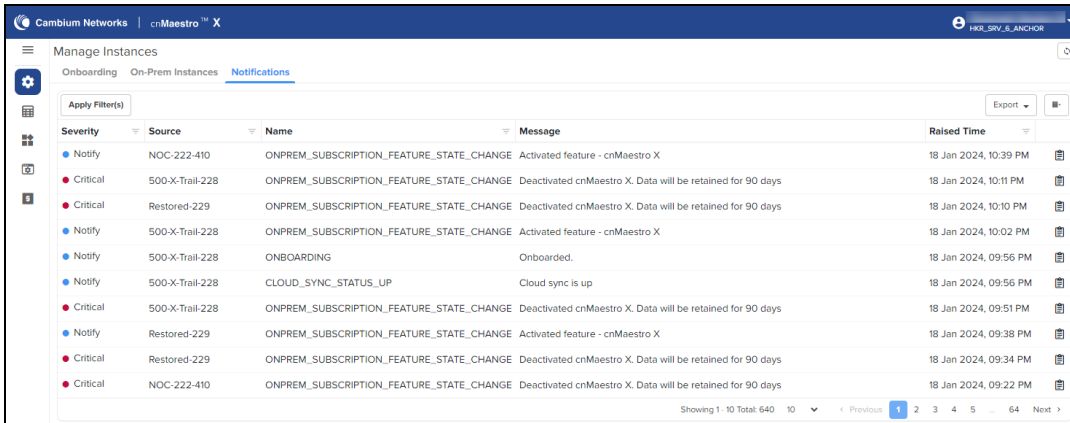 Cambium Networks | cnMaestro™ X
HKR_SRV_6_ANCHOR
Manage Instances
Onboarding On-Prem Instances Notifications
Apply Filter(s) Export
Severity Source Name Message Raised Time
Notify NOC-222-410 ONPREM_SUBSCRIPTION_FEATURE_STATE_CHANGE Activated feature - cnMaestro X 18 Jan 2024, 10:39 PM
Critical 500-X-Trail-228 ONPREM_SUBSCRIPTION_FEATURE_STATE_CHANGE Deactivated cnMaestro X. Data will be retained for 90 days 18 Jan 2024, 10:11 PM
Critical Restored-229 ONPREM_SUBSCRIPTION_FEATURE_STATE_CHANGE Deactivated cnMaestro X. Data will be retained for 90 days 18 Jan 2024, 10:10 PM
Notify 500-X-Trail-228 ONPREM_SUBSCRIPTION_FEATURE_STATE_CHANGE Activated feature - cnMaestro X 18 Jan 2024, 10:02 PM
Notify 500-X-Trail-228 ONBOARDING Onboarded. 18 Jan 2024, 09:56 PM
Notify 500-X-Trail-228 CLOUD_SYNC_STATUS_UP Cloud sync is up 18 Jan 2024, 09:56 PM
Critical 500-X-Trail-228 ONPREM_SUBSCRIPTION_FEATURE_STATE_CHANGE Deactivated cnMaestro X. Data will be retained for 90 days 18 Jan 2024, 09:51 PM
Notify Restored-229 ONPREM_SUBSCRIPTION_FEATURE_STATE_CHANGE Activated feature - cnMaestro X 18 Jan 2024, 09:38 PM
Critical Restored-229 ONPREM_SUBSCRIPTION_FEATURE_STATE_CHANGE Deactivated cnMaestro X. Data will be retained for 90 days 18 Jan 2024, 09:34 PM
Critical NOC-222-410 ONPREM_SUBSCRIPTION_FEATURE_STATE_CHANGE Deactivated cnMaestro X. Data will be retained for 90 days 18 Jan 2024, 09:22 PM
Showing 1 - 10 Total: 640 10 < Previous 1 2 3 4 5 ... 64 Next >